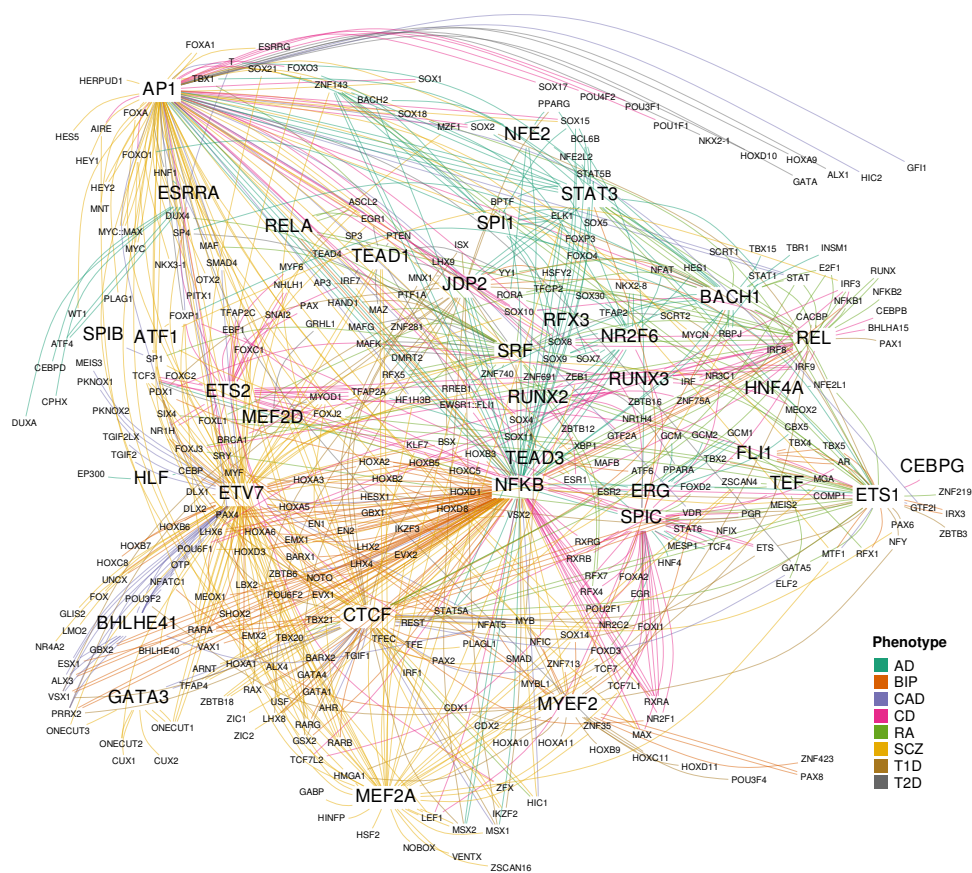 FOXA1
ESRRG
T
SOX21
FOXO3
HERPUD1
TBX1
ZNF143
SOX1
AP1
BACH2
SOX17
POU4F2
POU3F1
PPARG
FOXA
SOX18
MZF1
SOX2
SOX15
POU1F1
HES5
AIRE
NFE2
BCL6B
NKX2-1
HEY1
FOXO1
NFE2L2
HOXD10
HOXA9
GFI1
HNF1
STAT5B
GATA
ALX1
HIC2
HEY2
ESRRA
STAT3
MNT
ASCL2
BPTF
DUX4
EGR1
SPI1
ELK1
SOX5
MYC::MAX
SP4
RELA
SP3
PTEN
FOXP3
MYC
MAF
TEAD4
TEAD1
ISX
FOXO4
SCRT1
TBX15
TBR1
INSM1
NKX3-1
SMAD4
MYF6
LHX9
YY1
HSFY2
NFAT
HES1
STAT1
STAT
E2F1
RUNX
OTX2
NHLH1
AP3
IRF7
MNX1
JDP2
TFCP2
NKX2-8
IRF3
NFKB2
PLAG1
PITX1
PAX
HAND1
PTF1A
RORA
SOX30
BACH1
NFKB1
WT1
FOXP1
TFAP2C
SNAI2
MAZ
SOX10
RFX3
TFAP2
SCRT2
CACBP
CEBPB
SPIB
ATF1
EBF1
GRHL1
MAFG
ZNF281
NR2F6
MYCN
RBPJ
REL
BHLHA15
ATF4
FOXC1
MAFK
SRF
SOX8
IRF8
PAX1
CEBPD
MEIS3
SP1
DMRT2
SOX9
SOX7
IRF9
TCF3
FOXC2
RFX5
ZNF740
ZNF691
ZEB1
RUNX3
IRF
NR3C1
HNF4A
NFE2L1
CPHX
PKNOX1
PDX1
ETS2
MYOD1
TFAP2A
HF1H3B
RREB1
EWSR1::FLI1
RUNX2
ZBTB16
ZNF75A
MEOX2
DUXA
PKNOX2
SIX4
MEF2D
FOXJ2
SOX4
NR1H4
CBX5
TGIF2LX
NR1H
FOXL1
BRCA1
KLF7
BSX
SOX11
ZBTB12
GTF2A
GCM
GCM2
GCM1
TBX4
TBX5
TGIF2
FOXJ3
SRY
HOXB3
TEAD3
XBP1
FLI1
AR
EP300
HLF
CEBP
MYF
HOXA2
HOXB5
HOXC5
MAFB
ATF6
PPARA
TBX2
CEBPG
DLX1
ETV7
HOXA3
HOXB2
HOXD1
NFKB
ESR1
ESR2
ERG
FOXD2
ZSCAN4
TEF
MGA
COMP1
ETS1
ZNF219
DLX2
PAX4
HOXA5
HESX1
GBX1
HOXD8
VSX2
SPIC
VDR
PGR
MEIS2
GTF2I
IRX3
HOXB6
LHX6
HOXA6
EN1
EN2
IKZF3
STAT6
NFIX
PAX6
ZBTB3
HOXB7
POU6F1
HOXD3
EMX1
LHX2
EVX2
RXRG
MESP1
TCF4
ETS
NFY
HOXC8
OTP
BARX1
LHX4
RXRB
HNF4
MTF1
RFX1
UNCX
NFATC1
LBX2
ZBTB6
NOTO
RFX7
FOXA2
GATA5
FOX
POU3F2
MEOX1
POU6F2
EVX1
RFX4
EGR
ELF2
GLIS2
SHOX2
CTCF
STAT5A
POU2F1
LMO2
BHLHE41
RARA
EMX2
TBX21
REST
NFAT5
MYB
NR2C2
FOXI1
NR4A2
GBX2
BHLHE40
VAX1
TBX20
TFEC
TFE
PLAGL1
NFIC
SOX14
Phenotype
ESX1
ARNT
HOXA1
ALX4
BARX2
TGIF1
PAX2
SMAD
ZNF713
FOXD3
AD
ALX3
TFAP4
GATA4
IRF1
MYBL1
TCF7
BIP
VSX1
GATA3
ZBTB18
RAX
USF
GATA1
TCF7L1
CAD
PRRX2
AHR
CDX1
MYEF2
RXRA
CD
ONECUT3
ZIC1
LHX8
RARG
CDX2
ZNF35
NR2F1
RA
ONECUT2
ZIC2
GSX2
RARB
HOXA10
HOXA11
MAX
SCZ
CUX1
CUX2
TCF7L2
HOXB9
HOXC11
ZNF423
T1D
HMGA1
HOXD11
PAX8
T2D
GABP
MEF2A
ZFX
POU3F4
HINFP
LEF1
HIC1
HSF2
IKZF2
MSX2
MSX1
NOBOX
VENTX
ZSCAN16